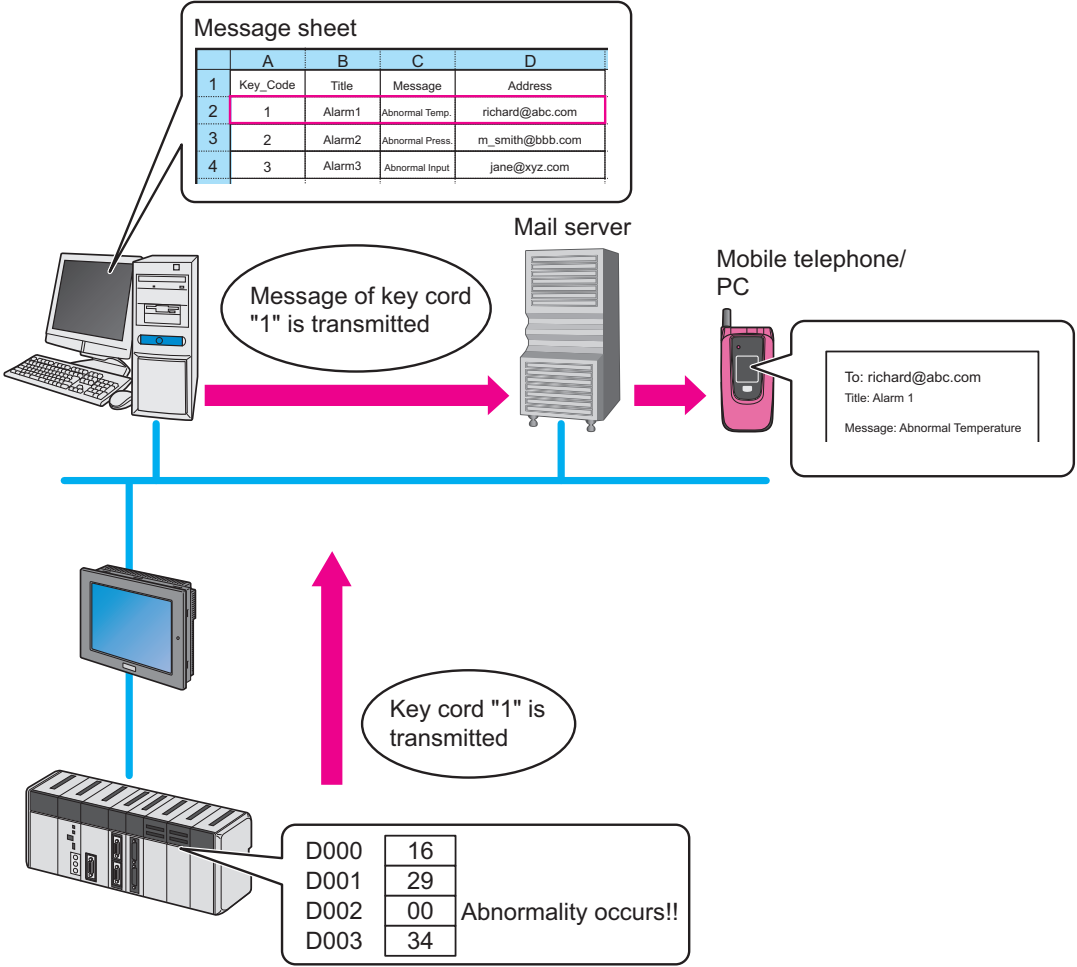 Message sheet
A B C D
1 Key_Code Title Message Address
2 1 Alarm1 Abnormal Temp. richard@abc.com
3 2 Alarm2 Abnormal Press. m_smith@bbb.com
4 3 Alarm3 Abnormal Input jane@xyz.com
Mail server
Mobile telephone/
PC
Message of key cord
"1" is transmitted
To: richard@abc.com
Title: Alarm 1
Message: Abnormal Temperature
Key cord "1" is
transmitted
D000 16
D001 29
D002 00 Abnormality occurs!!
D003 34